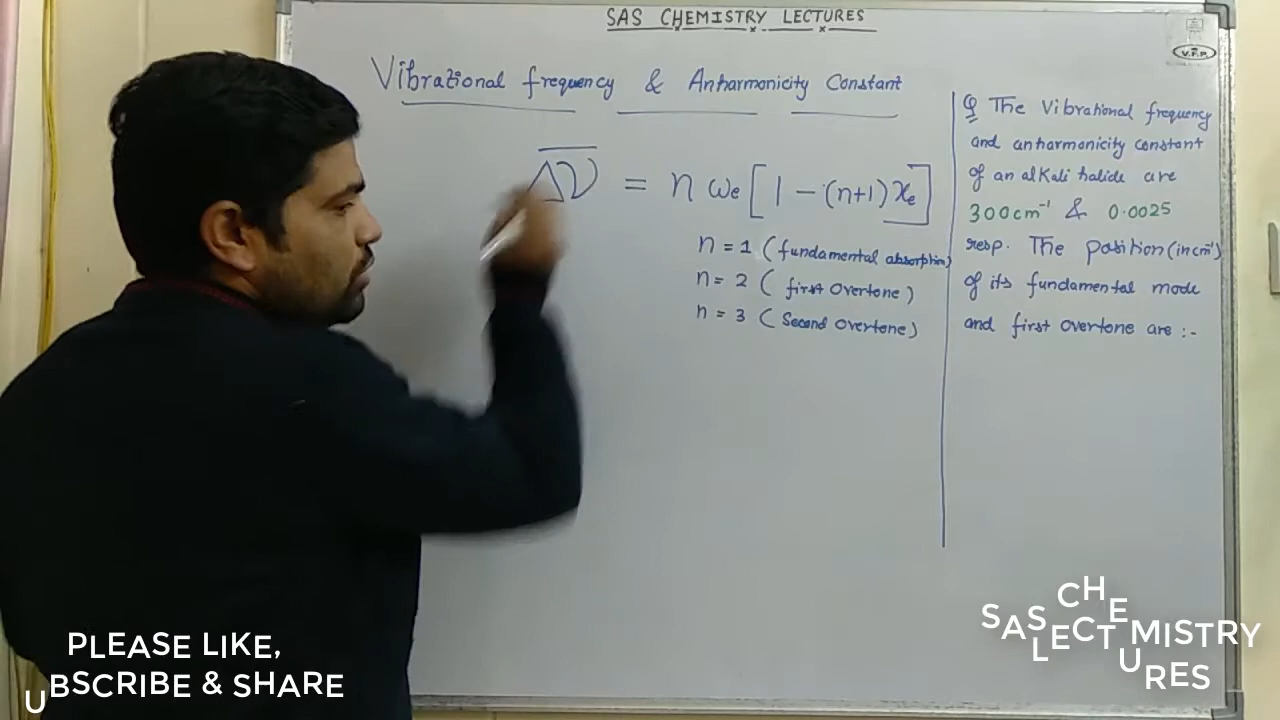 SAS CHEMISTRY LECTURES
V.F.P.
Vibrational frequency & Anharmonicity Constant
Δν̅ = n ωe [1 - (n+1) xe]
n = 1 (fundamental absorption)
n = 2 ( first overtone )
n = 3 ( Second overtone )
Q The Vibrational frequency
and anharmonicity constant
of an alkali halide are
300 cm⁻¹ & 0.0025
resp. The position (in cm⁻¹)
of its fundamental mode
and first overtone are :-
PLEASE LIKE,
UBSCRIBE & SHARE
SAS CHEMISTRY
LECTURES